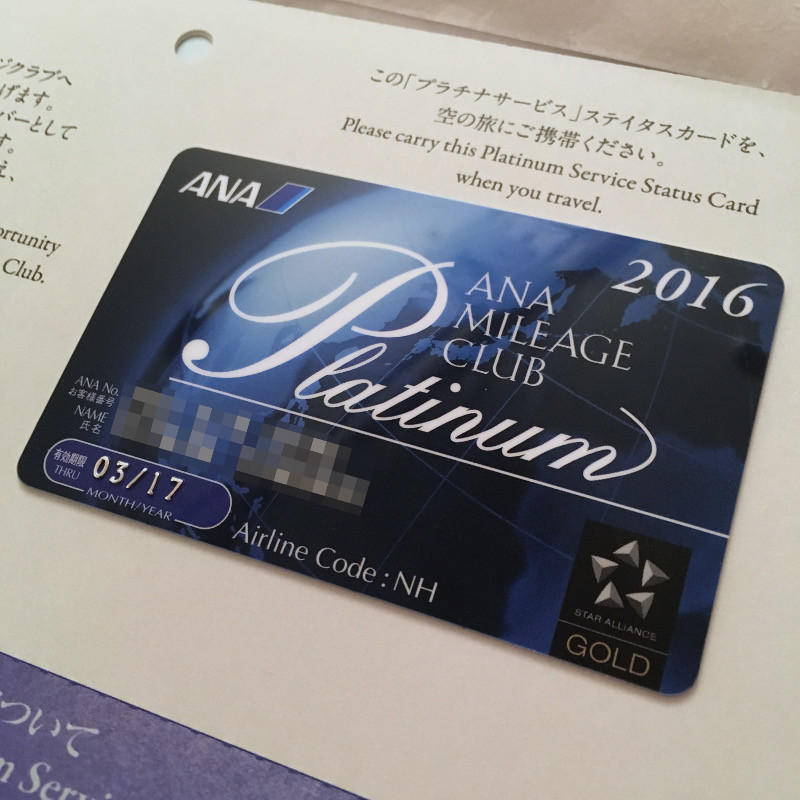 ジクラブへ
げます。
バーとして
す。
え、
ortunity
Club.
この「プラチナサービス」ステイタスカードを、
空の旅にご携帯ください。
Please carry this Platinum Service Status Card
when you travel.
ANA
2016
ANA
MILEAGE
CLUB
Platinum
ANA No.
お客様番号
NAME
氏名
有効期限
THRU
03/17
MONTH/YEAR
Airline Code : NH
STAR ALLIANCE
GOLD
について
m Servi